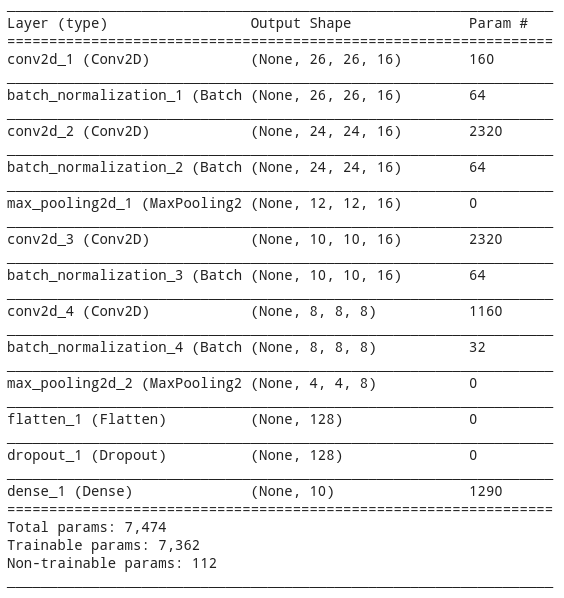 Layer (type) Output Shape Param #
=================================================================
conv2d_1 (Conv2D) (None, 26, 26, 16) 160
batch_normalization_1 (Batch (None, 26, 26, 16) 64
conv2d_2 (Conv2D) (None, 24, 24, 16) 2320
batch_normalization_2 (Batch (None, 24, 24, 16) 64
max_pooling2d_1 (MaxPooling2 (None, 12, 12, 16) 0
conv2d_3 (Conv2D) (None, 10, 10, 16) 2320
batch_normalization_3 (Batch (None, 10, 10, 16) 64
conv2d_4 (Conv2D) (None, 8, 8, 8) 1160
batch_normalization_4 (Batch (None, 8, 8, 8) 32
max_pooling2d_2 (MaxPooling2 (None, 4, 4, 8) 0
flatten_1 (Flatten) (None, 128) 0
dropout_1 (Dropout) (None, 128) 0
dense_1 (Dense) (None, 10) 1290
=================================================================
Total params: 7,474
Trainable params: 7,362
Non-trainable params: 112